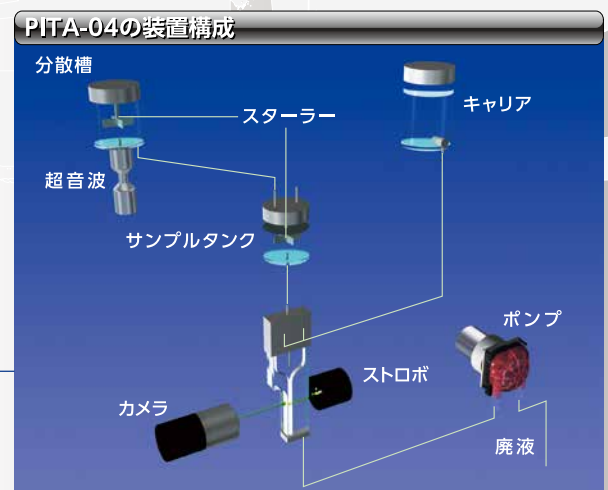 PITA-04の装置構成
分散槽
スターラー
キャリア
超音波
サンプルタンク
ポンプ
ストロボ
カメラ
廃液